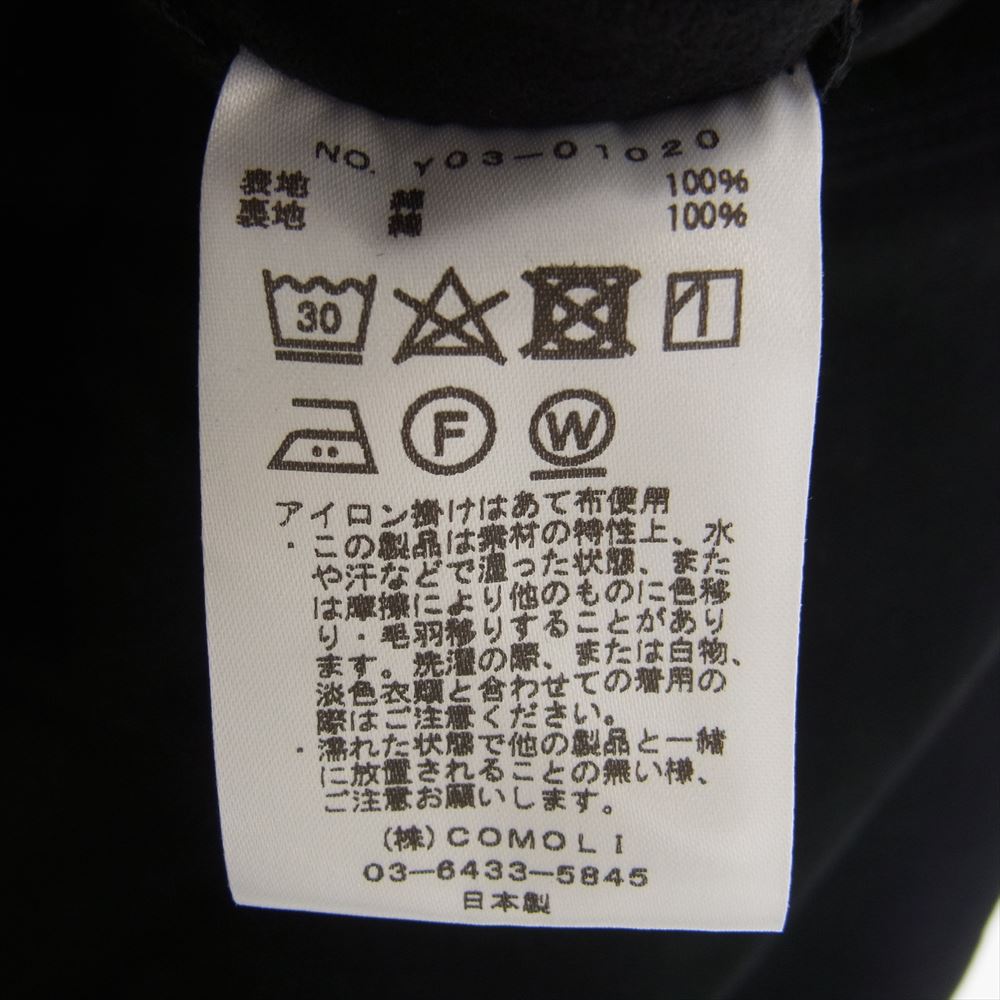 NO. Y03-01020
表地 綿 100%
裏地 綿 100%
30
F W
アイロン掛けはあて布使用
・この製品は素材の特性上、水
や汗などで湿った状態、また
は摩擦により他のものに色移
り・毛羽移りすることがあり
ます。洗濯の際、または白物、
淡色衣類と合わせての着用の
際はご注意ください。
・濡れた状態で他の製品と一緒
に放置されることの無い様、
ご注意お願いします。
(株)COMOLI
03-6433-5845
日本製